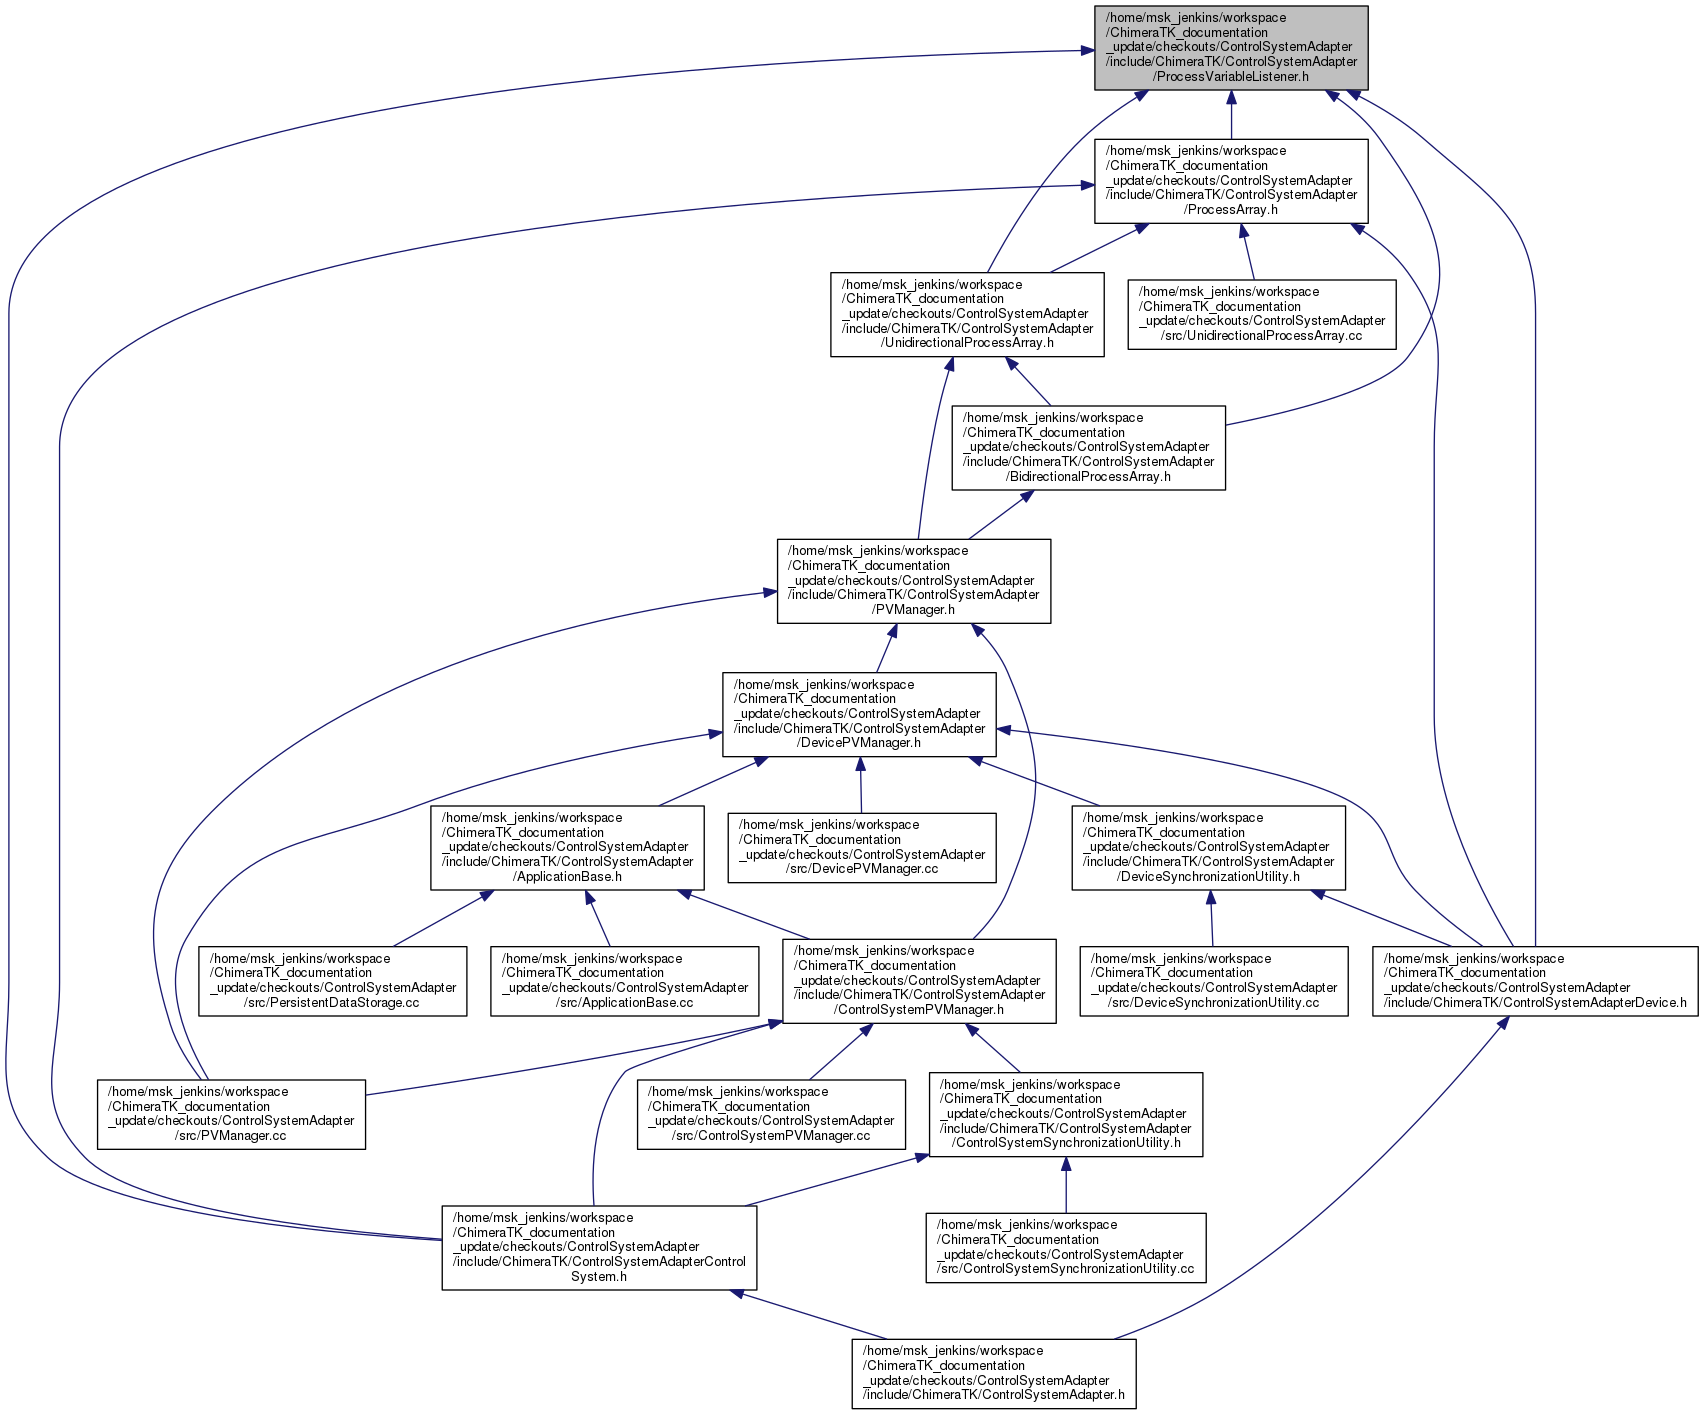 /home/msk_jenkins/workspace
/ChimeraTK_documentation
_update/checkouts/ControlSystemAdapter
/include/ChimeraTK/ControlSystemAdapter
/ProcessVariableListener.h
/home/msk_jenkins/workspace
/ChimeraTK_documentation
_update/checkouts/ControlSystemAdapter
/include/ChimeraTK/ControlSystemAdapter
/ProcessArray.h
/home/msk_jenkins/workspace
/ChimeraTK_documentation
_update/checkouts/ControlSystemAdapter
/include/ChimeraTK/ControlSystemAdapter
/UnidirectionalProcessArray.h
/home/msk_jenkins/workspace
/ChimeraTK_documentation
_update/checkouts/ControlSystemAdapter
/src/UnidirectionalProcessArray.cc
/home/msk_jenkins/workspace
/ChimeraTK_documentation
_update/checkouts/ControlSystemAdapter
/include/ChimeraTK/ControlSystemAdapter
/BidirectionalProcessArray.h
/home/msk_jenkins/workspace
/ChimeraTK_documentation
_update/checkouts/ControlSystemAdapter
/include/ChimeraTK/ControlSystemAdapter
/PVManager.h
/home/msk_jenkins/workspace
/ChimeraTK_documentation
_update/checkouts/ControlSystemAdapter
/include/ChimeraTK/ControlSystemAdapter
/DevicePVManager.h
/home/msk_jenkins/workspace
/ChimeraTK_documentation
_update/checkouts/ControlSystemAdapter
/include/ChimeraTK/ControlSystemAdapter
/ApplicationBase.h
/home/msk_jenkins/workspace
/ChimeraTK_documentation
_update/checkouts/ControlSystemAdapter
/src/DevicePVManager.cc
/home/msk_jenkins/workspace
/ChimeraTK_documentation
_update/checkouts/ControlSystemAdapter
/include/ChimeraTK/ControlSystemAdapter
/DeviceSynchronizationUtility.h
/home/msk_jenkins/workspace
/ChimeraTK_documentation
_update/checkouts/ControlSystemAdapter
/src/PersistentDataStorage.cc
/home/msk_jenkins/workspace
/ChimeraTK_documentation
_update/checkouts/ControlSystemAdapter
/src/ApplicationBase.cc
/home/msk_jenkins/workspace
/ChimeraTK_documentation
_update/checkouts/ControlSystemAdapter
/include/ChimeraTK/ControlSystemAdapter
/ControlSystemPVManager.h
/home/msk_jenkins/workspace
/ChimeraTK_documentation
_update/checkouts/ControlSystemAdapter
/src/DeviceSynchronizationUtility.cc
/home/msk_jenkins/workspace
/ChimeraTK_documentation
_update/checkouts/ControlSystemAdapter
/include/ChimeraTK/ControlSystemAdapterDevice.h
/home/msk_jenkins/workspace
/ChimeraTK_documentation
_update/checkouts/ControlSystemAdapter
/src/PVManager.cc
/home/msk_jenkins/workspace
/ChimeraTK_documentation
_update/checkouts/ControlSystemAdapter
/src/ControlSystemPVManager.cc
/home/msk_jenkins/workspace
/ChimeraTK_documentation
_update/checkouts/ControlSystemAdapter
/include/ChimeraTK/ControlSystemAdapter
/ControlSystemSynchronizationUtility.h
/home/msk_jenkins/workspace
/ChimeraTK_documentation
_update/checkouts/ControlSystemAdapter
/include/ChimeraTK/ControlSystemAdapterControl
System.h
/home/msk_jenkins/workspace
/ChimeraTK_documentation
_update/checkouts/ControlSystemAdapter
/src/ControlSystemSynchronizationUtility.cc
/home/msk_jenkins/workspace
/ChimeraTK_documentation
_update/checkouts/ControlSystemAdapter
/include/ChimeraTK/ControlSystemAdapter.h